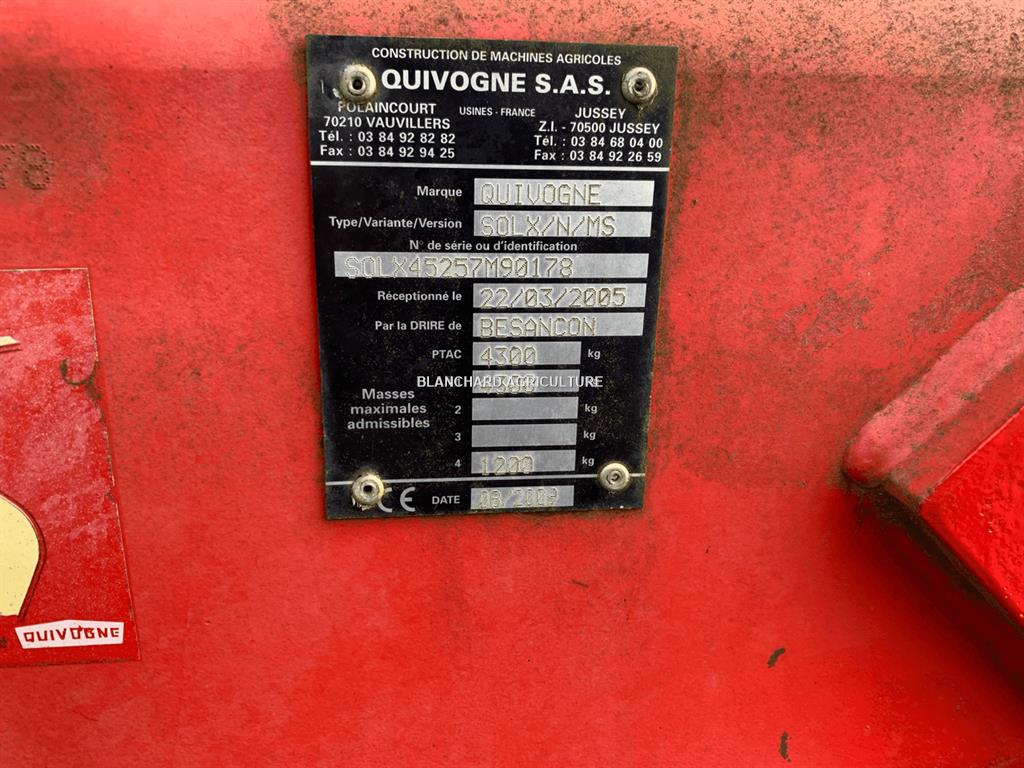 CONSTRUCTION DE MACHINES AGRICOLES
QUIVOGNE S.A.S.
POLAINCOURT
70210 VAUVILLERS
Tél. : 03 84 92 82 82
Fax : 03 84 92 94 25
USINES - FRANCE
JUSSEY
Z.I. - 70500 JUSSEY
Tél. : 03 84 68 04 00
Fax : 03 84 92 26 59
Marque QUIVOGNE
Type/Variante/Version SOLX/N/MS
N° de série ou d'identification
SOLX45257M90178
Réceptionné le 22/03/2005
Par la DRIRE de BESANCON
PTAC 4300 kg
BLANCHARD AGRICULTURE
Masses
maximales
admissibles
2 kg
3 kg
4 1200 kg
CE DATE 08/2009
78
QUIVOGNE